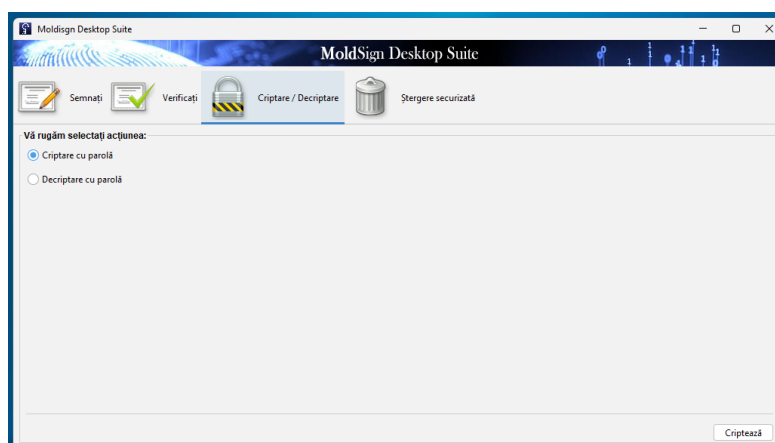 Moldisgn Desktop Suite
MoldSign Desktop Suite
Semnați
Verificați
Criptare / Decriptare
Ștergere securizată
Vă rugăm selectați acțiunea:
Criptare cu parolă
Decriptare cu parolă
Criptează